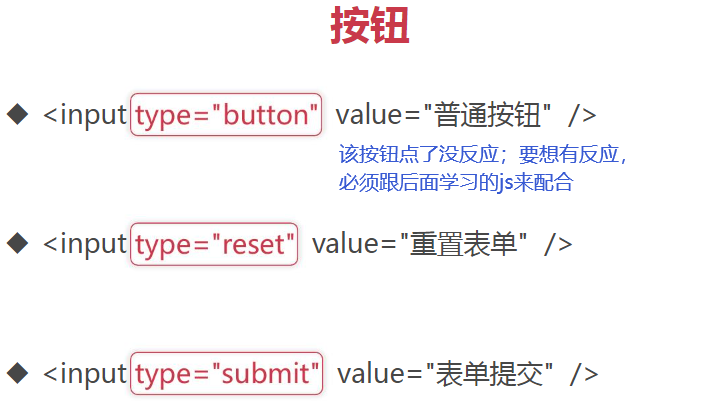 按钮
◆ <input type="button" value="普通按钮" />
该按钮点了没反应；要想有反应，
必须跟后面学习的js来配合
◆ <input type="reset" value="重置表单" />
◆ <input type="submit" value="表单提交" />